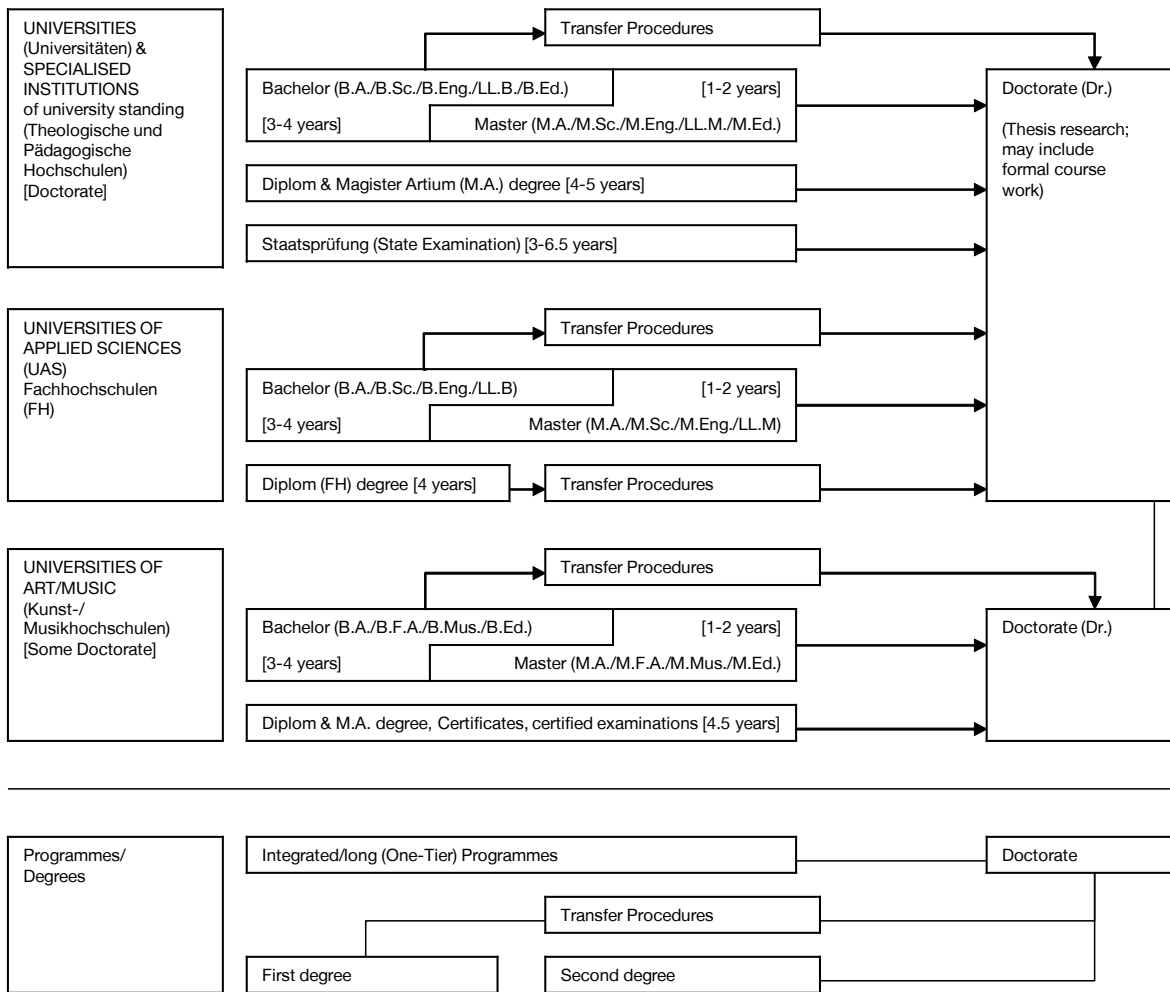 UNIVERSITIES
(Universitäten) &
SPECIALISED
INSTITUTIONS
of university standing
(Theologische und
Pädagogische
Hochschulen)
[Doctorate]
Transfer Procedures
Bachelor (B.A./B.Sc./B.Eng./LL.B./B.Ed.)
[1-2 years]
[3-4 years]
Master (M.A./M.Sc./M.Eng./LL.M./M.Ed.)
Diplom & Magister Artium (M.A.) degree [4-5 years]
Staatsprüfung (State Examination) [3-6.5 years]
Doctorate (Dr.)
(Thesis research;
may include
formal course
work)
UNIVERSITIES OF
APPLIED SCIENCES
(UAS)
Fachhochschulen
(FH)
Transfer Procedures
Bachelor (B.A./B.Sc./B.Eng./LL.B)
[1-2 years]
[3-4 years]
Master (M.A./M.Sc./M.Eng./LL.M)
Diplom (FH) degree [4 years]
Transfer Procedures
UNIVERSITIES OF
ART/MUSIC
(Kunst-/
Musikhochschulen)
[Some Doctorate]
Transfer Procedures
Bachelor (B.A./B.F.A./B.Mus./B.Ed.)
[1-2 years]
[3-4 years]
Master (M.A./M.F.A./M.Mus./M.Ed.)
Diplom & M.A. degree, Certificates, certified examinations [4.5 years]
Doctorate (Dr.)
Programmes/
Degrees
Integrated/long (One-Tier) Programmes
Doctorate
Transfer Procedures
First degree
Second degree